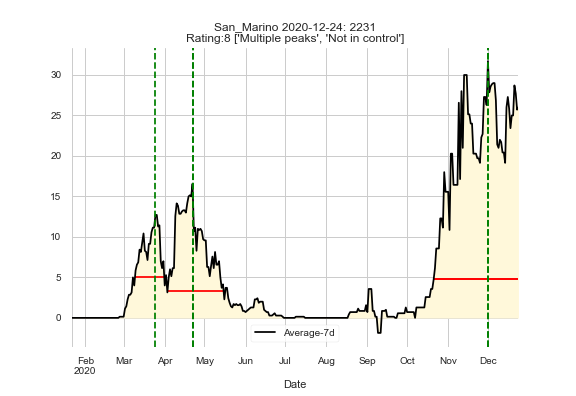 San_Marino 2020-12-24: 2231
Rating:8 ['Multiple peaks', 'Not in control']
30
25
20
15
10
5
0
Average-7d
Feb Mar Apr May Jun Jul Aug Sep Oct Nov Dec
2020
Date